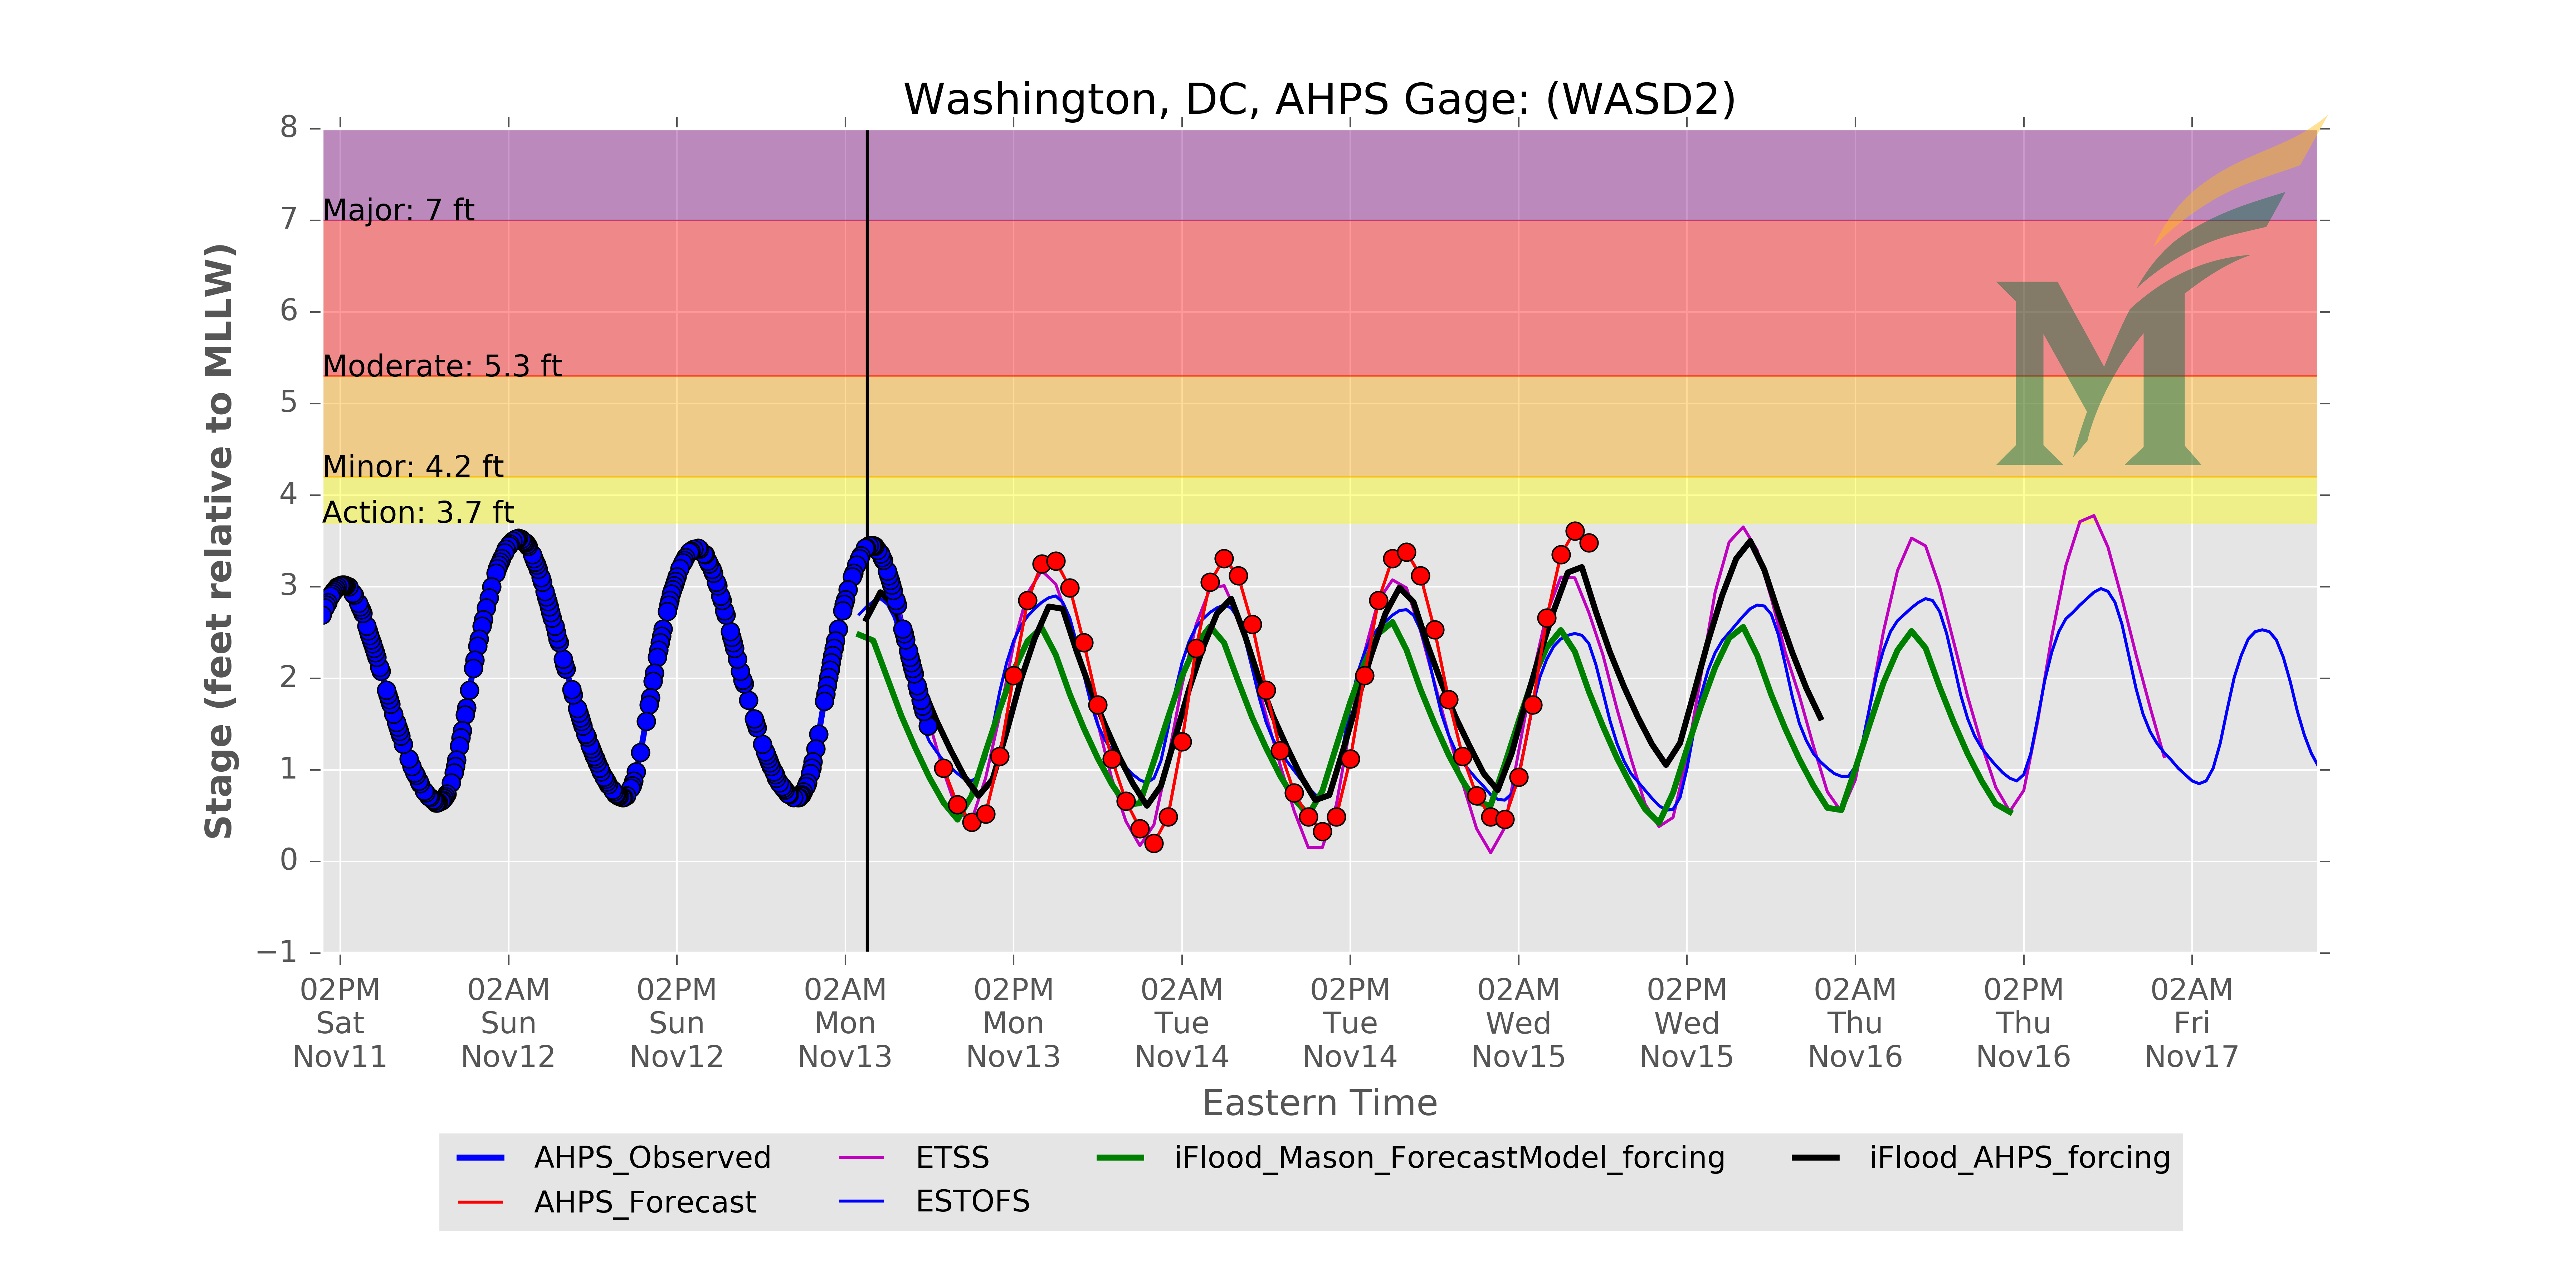 Washington, DC, AHPS Gage: (WASD2)
8
7
6
5
4
3
2
1
0
−1
Stage (feet relative to MLLW)
Major: 7 ft
Moderate: 5.3 ft
Minor: 4.2 ft
Action: 3.7 ft
M
02PM 02AM 02PM 02AM 02PM 02AM 02PM 02AM 02PM 02AM 02PM 02AM
Sat Sun Sun Mon Mon Tue Tue Wed Wed Thu Thu Fri
Nov11 Nov12 Nov12 Nov13 Nov13 Nov14 Nov14 Nov15 Nov15 Nov16 Nov16 Nov17
Eastern Time
AHPS_Observed ETSS iFlood_Mason_ForecastModel_forcing iFlood_AHPS_forcing
AHPS_Forecast ESTOFS